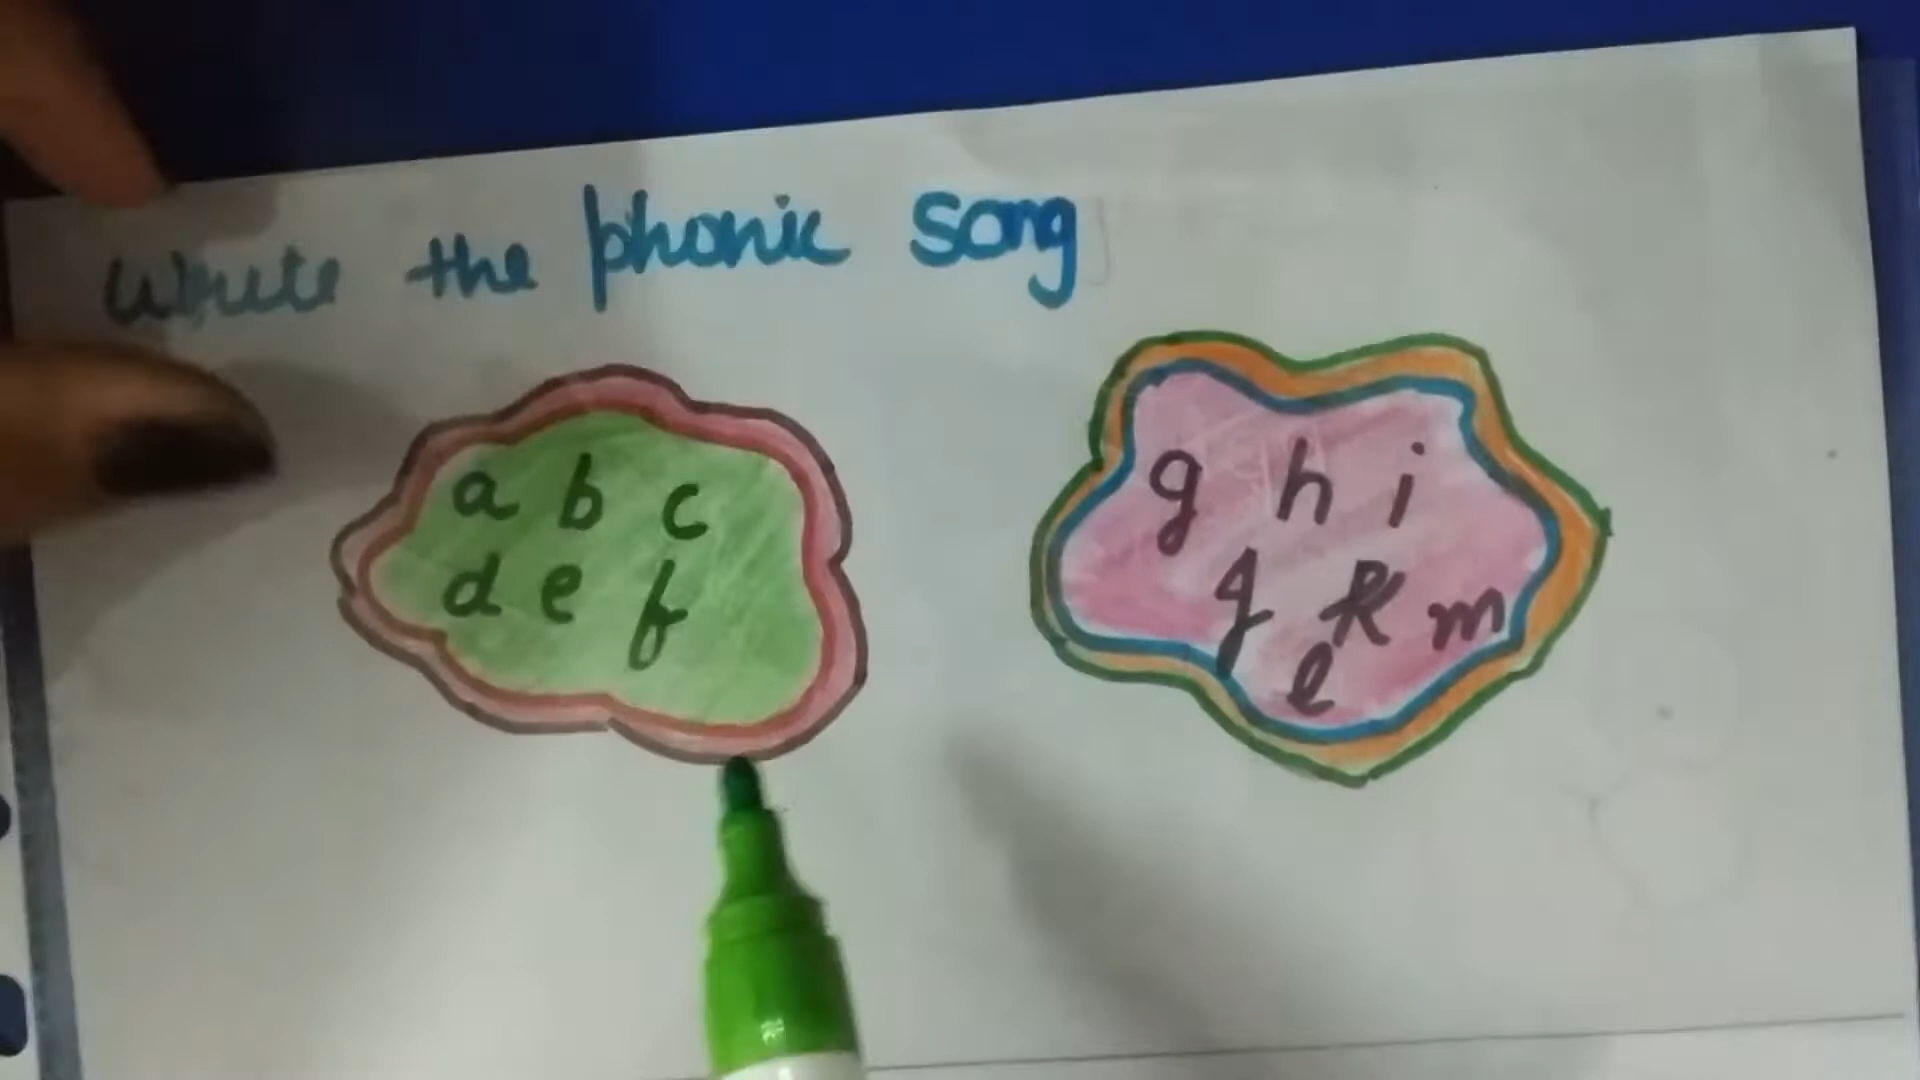 Write the phonic song
a b c
d e f
g h i
j k m
l